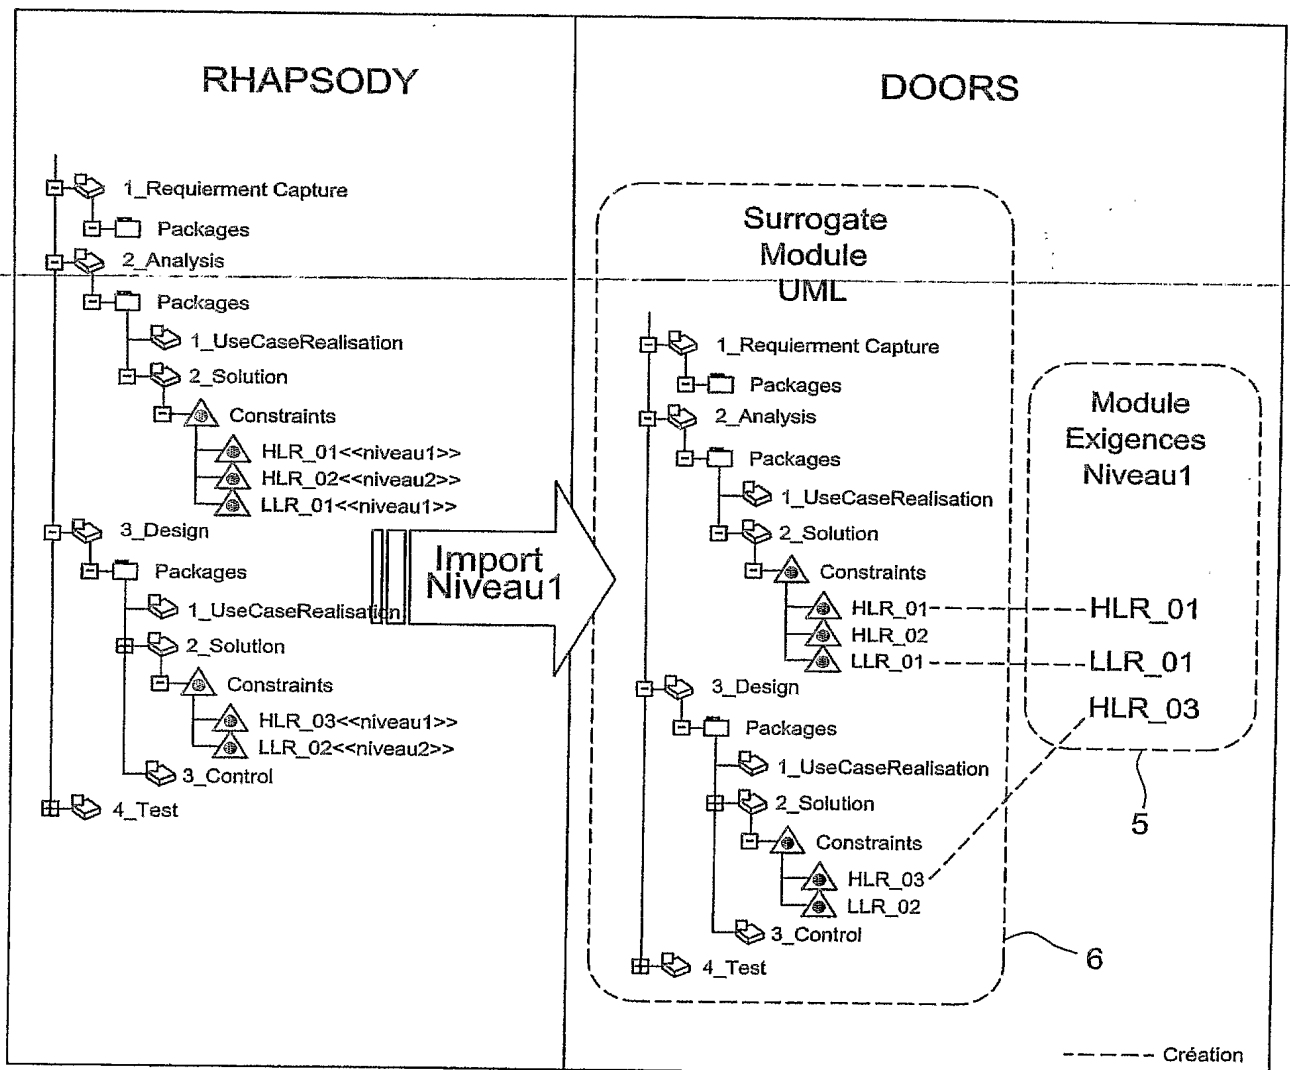 RHAPSODY
1_Requierment Capture
Packages
2_Analysis
Packages
1_UseCaseRealisation
2_Solution
Constraints
HLR_01<<niveau1>>
HLR_02<<niveau2>>
LLR_01<<niveau1>>
3_Design
Packages
1_UseCaseRealisation
2_Solution
Constraints
HLR_03<<niveau1>>
LLR_02<<niveau2>>
3_Control
4_Test
Import
Niveau1
DOORS
Surrogate
Module
UML
1_Requierment Capture
Packages
2_Analysis
Packages
1_UseCaseRealisation
2_Solution
Constraints
HLR_01
HLR_02
LLR_01
3_Design
Packages
1_UseCaseRealisation
2_Solution
Constraints
HLR_03
LLR_02
3_Control
4_Test
Module
Exigences
Niveau1
HLR_01
LLR_01
HLR_03
5
6
Création